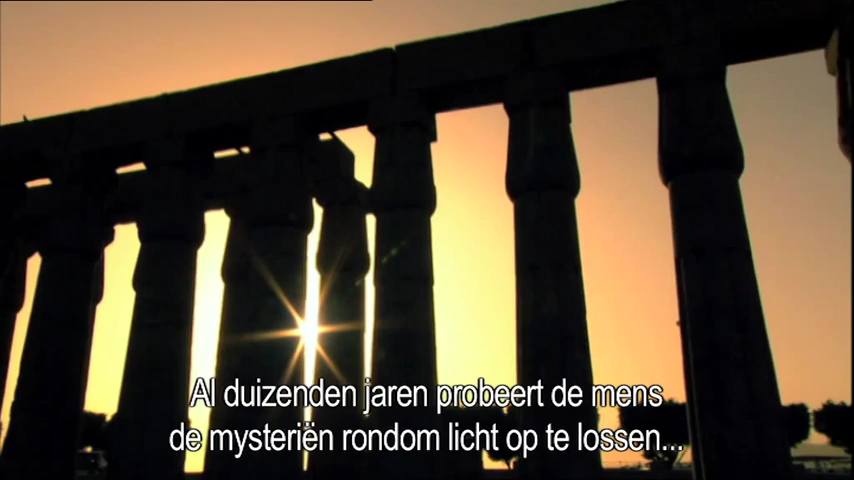 Al duizenden jaren probeert de mens
de mysteriën rondom licht op te lossen...